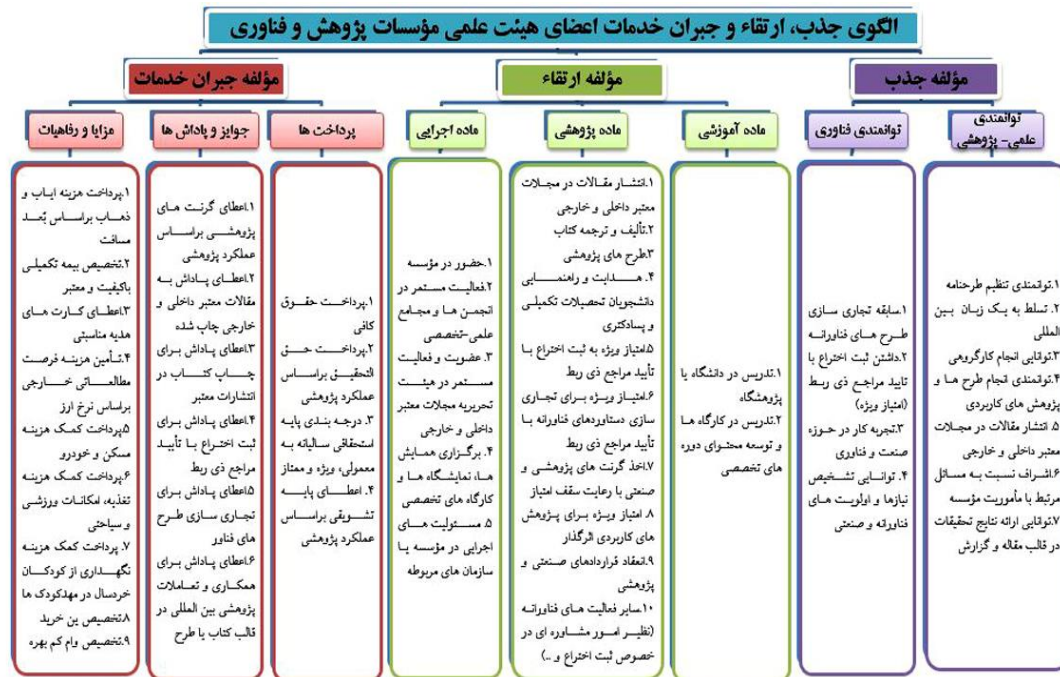 الگوی جذب، ارتقاء و جبران خدمات اعضای هیئت علمی مؤسسات پژوهش و فناوری
مؤلفه جذب
توانمندی
علمی- پژوهشی
۱.توانمندی تنظیم طرحنامه
۲. تسلط به یک زبان بین
المللی
۳.توانایی انجام کارگروهی
۴.توانمندی انجام طرح ها و
پژوهش های کاربردی
۵. انتشار مقالات در مجلات
معتبر داخلی و خارجی
۶.اشراف نسبت به مسائل
مرتبط با مأموریت مؤسسه
۷.توانایی ارائه نتایج تحقیقات
در قالب مقاله و گزارش
توانمندی فناوری
۱.سابقه تجاری سازی
طرح های فناورانه
۲.داشتن ثبت اختراع با
تایید مراجع ذی ربط
(امتیاز ویژه)
۳.تجربه کار در حوزه
صنعت و فناوری
۴. توانایی تشخیص
نیازها و اولویت های
فناورانه و صنعتی
مؤلفه ارتقاء
ماده آموزشی
۱.تدریس در دانشگاه یا
پژوهشگاه
۲.تدریس در کارگاه ها
و توسعه محتوای دوره
های تخصصی
ماده پژوهشی
۱.انتشار مقالات در مجلات
معتبر داخلی و خارجی
۲.تألیف و ترجمه کتاب
۳.طرح های پژوهشی
۴. هدایت و راهنمایی
دانشجویان تحصیلات تکمیلی
و پسادکتری
۵.امتیاز ویژه به ثبت اختراع با
تأیید مراجع ذی ربط
۶.امتیاز ویژه برای تجاری
سازی دستاوردهای فناورانه با
تأیید مراجع ذی ربط
۷.اخذ گرنت های پژوهشی و
صنعتی با رعایت سقف امتیاز
۸. امتیاز ویژه برای پژوهش
های کاربردی اثرگذار
۹.انعقاد قراردادهای صنعتی و
پژوهشی
۱۰.سایر فعالیت های فناورانه
(نظیر امور مشاوره ای در
خصوص ثبت اختراع و ..)
ماده اجرایی
۱.حضور در مؤسسه
۲.فعالیت مستمر در
انجمن ها و مجامع
علمی-تخصصی
۳. عضویت و فعالیت
مستمر در هیئت
تحریریه مجلات معتبر
داخلی و خارجی
۴. برگزاری همایش
ها، نمایشگاه ها و
کارگاه های تخصصی
۵. مسئولیت های
اجرایی در مؤسسه یا
سازمان های مربوطه
مؤلفه جبران خدمات
پرداخت ها
۱.پرداخت حقوق
کافی
۲.پرداخت حق
التحقیق براساس
عملکرد پژوهشی
۳. درجه بندی پایه
استحقاقی سالیانه به
معمولی، ویژه و ممتاز
۴. اعطای پایه
تشویقی براساس
عملکرد پژوهشی
جوایز و پاداش ها
۱.اعطای گرنت های
پژوهشی براساس
عملکرد پژوهشی
۲.اعطای پاداش به
مقالات معتبر داخلی و
خارجی چاپ شده
۳.اعطای پاداش برای
چاپ کتاب در
انتشارات معتبر
۴.اعطای پاداش برای
ثبت اختراع با تأیید
مراجع ذی ربط
۵.اعطای پاداش برای
تجاری سازی طرح
های فناور
۶.اعطای پاداش برای
همکاری و تعاملات
پژوهشی بین المللی در
قالب کتاب یا طرح
مزایا و رفاهیات
۱.پرداخت هزینه ایاب و
ذهاب براساس بُعد
مسافت
۲.تخصیص بیمه تکمیلی
باکیفیت و معتبر
۳.اعطای کارت های
هدیه مناسبتی
۴.تأمین هزینه فرصت
مطالعاتی خارجی
براساس نرخ ارز
۵.پرداخت کمک هزینه
مسکن و خودرو
۶.پرداخت کمک هزینه
تغذیه، امکانات ورزشی
و سیاحتی
۷. پرداخت کمک هزینه
نگهداری از کودکان
خردسال در مهدکودک ها
۸.تخصیص بن خرید
۹.تخصیص وام کم بهره